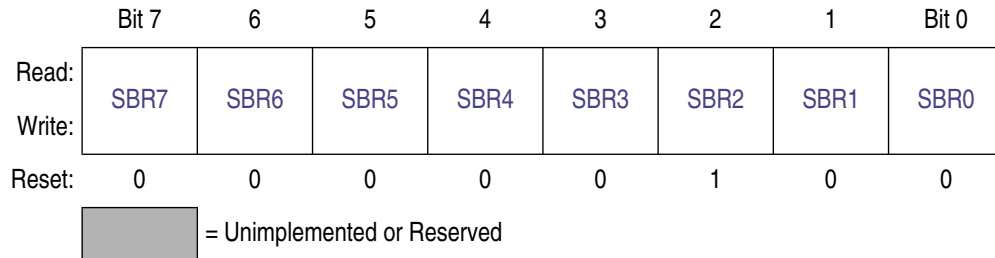 Bit 7 6 5 4 3 2 1 Bit 0
Read:
SBR7 SBR6 SBR5 SBR4 SBR3 SBR2 SBR1 SBR0
Write:
Reset: 0 0 0 0 0 1 0 0
= Unimplemented or Reserved